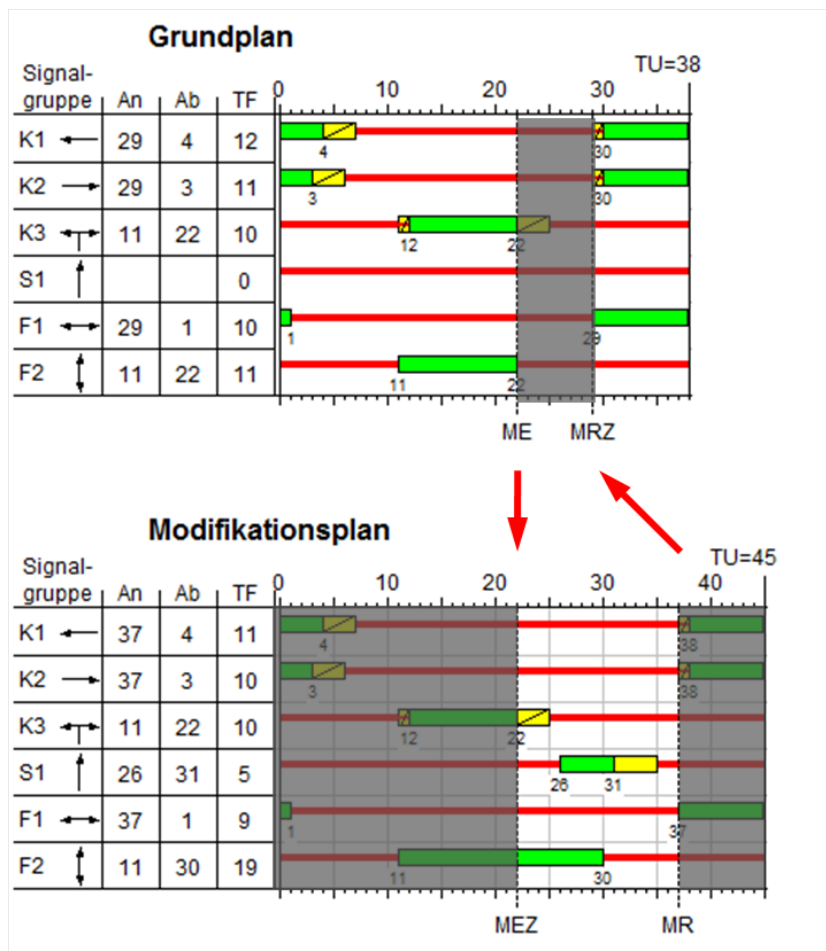 Grundplan
TU=38
Signal-
gruppe An Ab TF
0 10 20 30
K1 29 4 12
4 30
K2 29 3 11
3 30
K3 11 22 10
12 22
S1 0
F1 29 1 10
1 29
F2 11 22 11
11 22
ME MRZ
Modifikationsplan
TU=45
Signal-
gruppe An Ab TF
0 10 20 30 40
K1 37 4 11
4 38
K2 37 3 10
3 38
K3 11 22 10
12 22
S1 26 31 5
26 31
F1 37 1 9
1 37
F2 11 30 19
11 30
MEZ MR